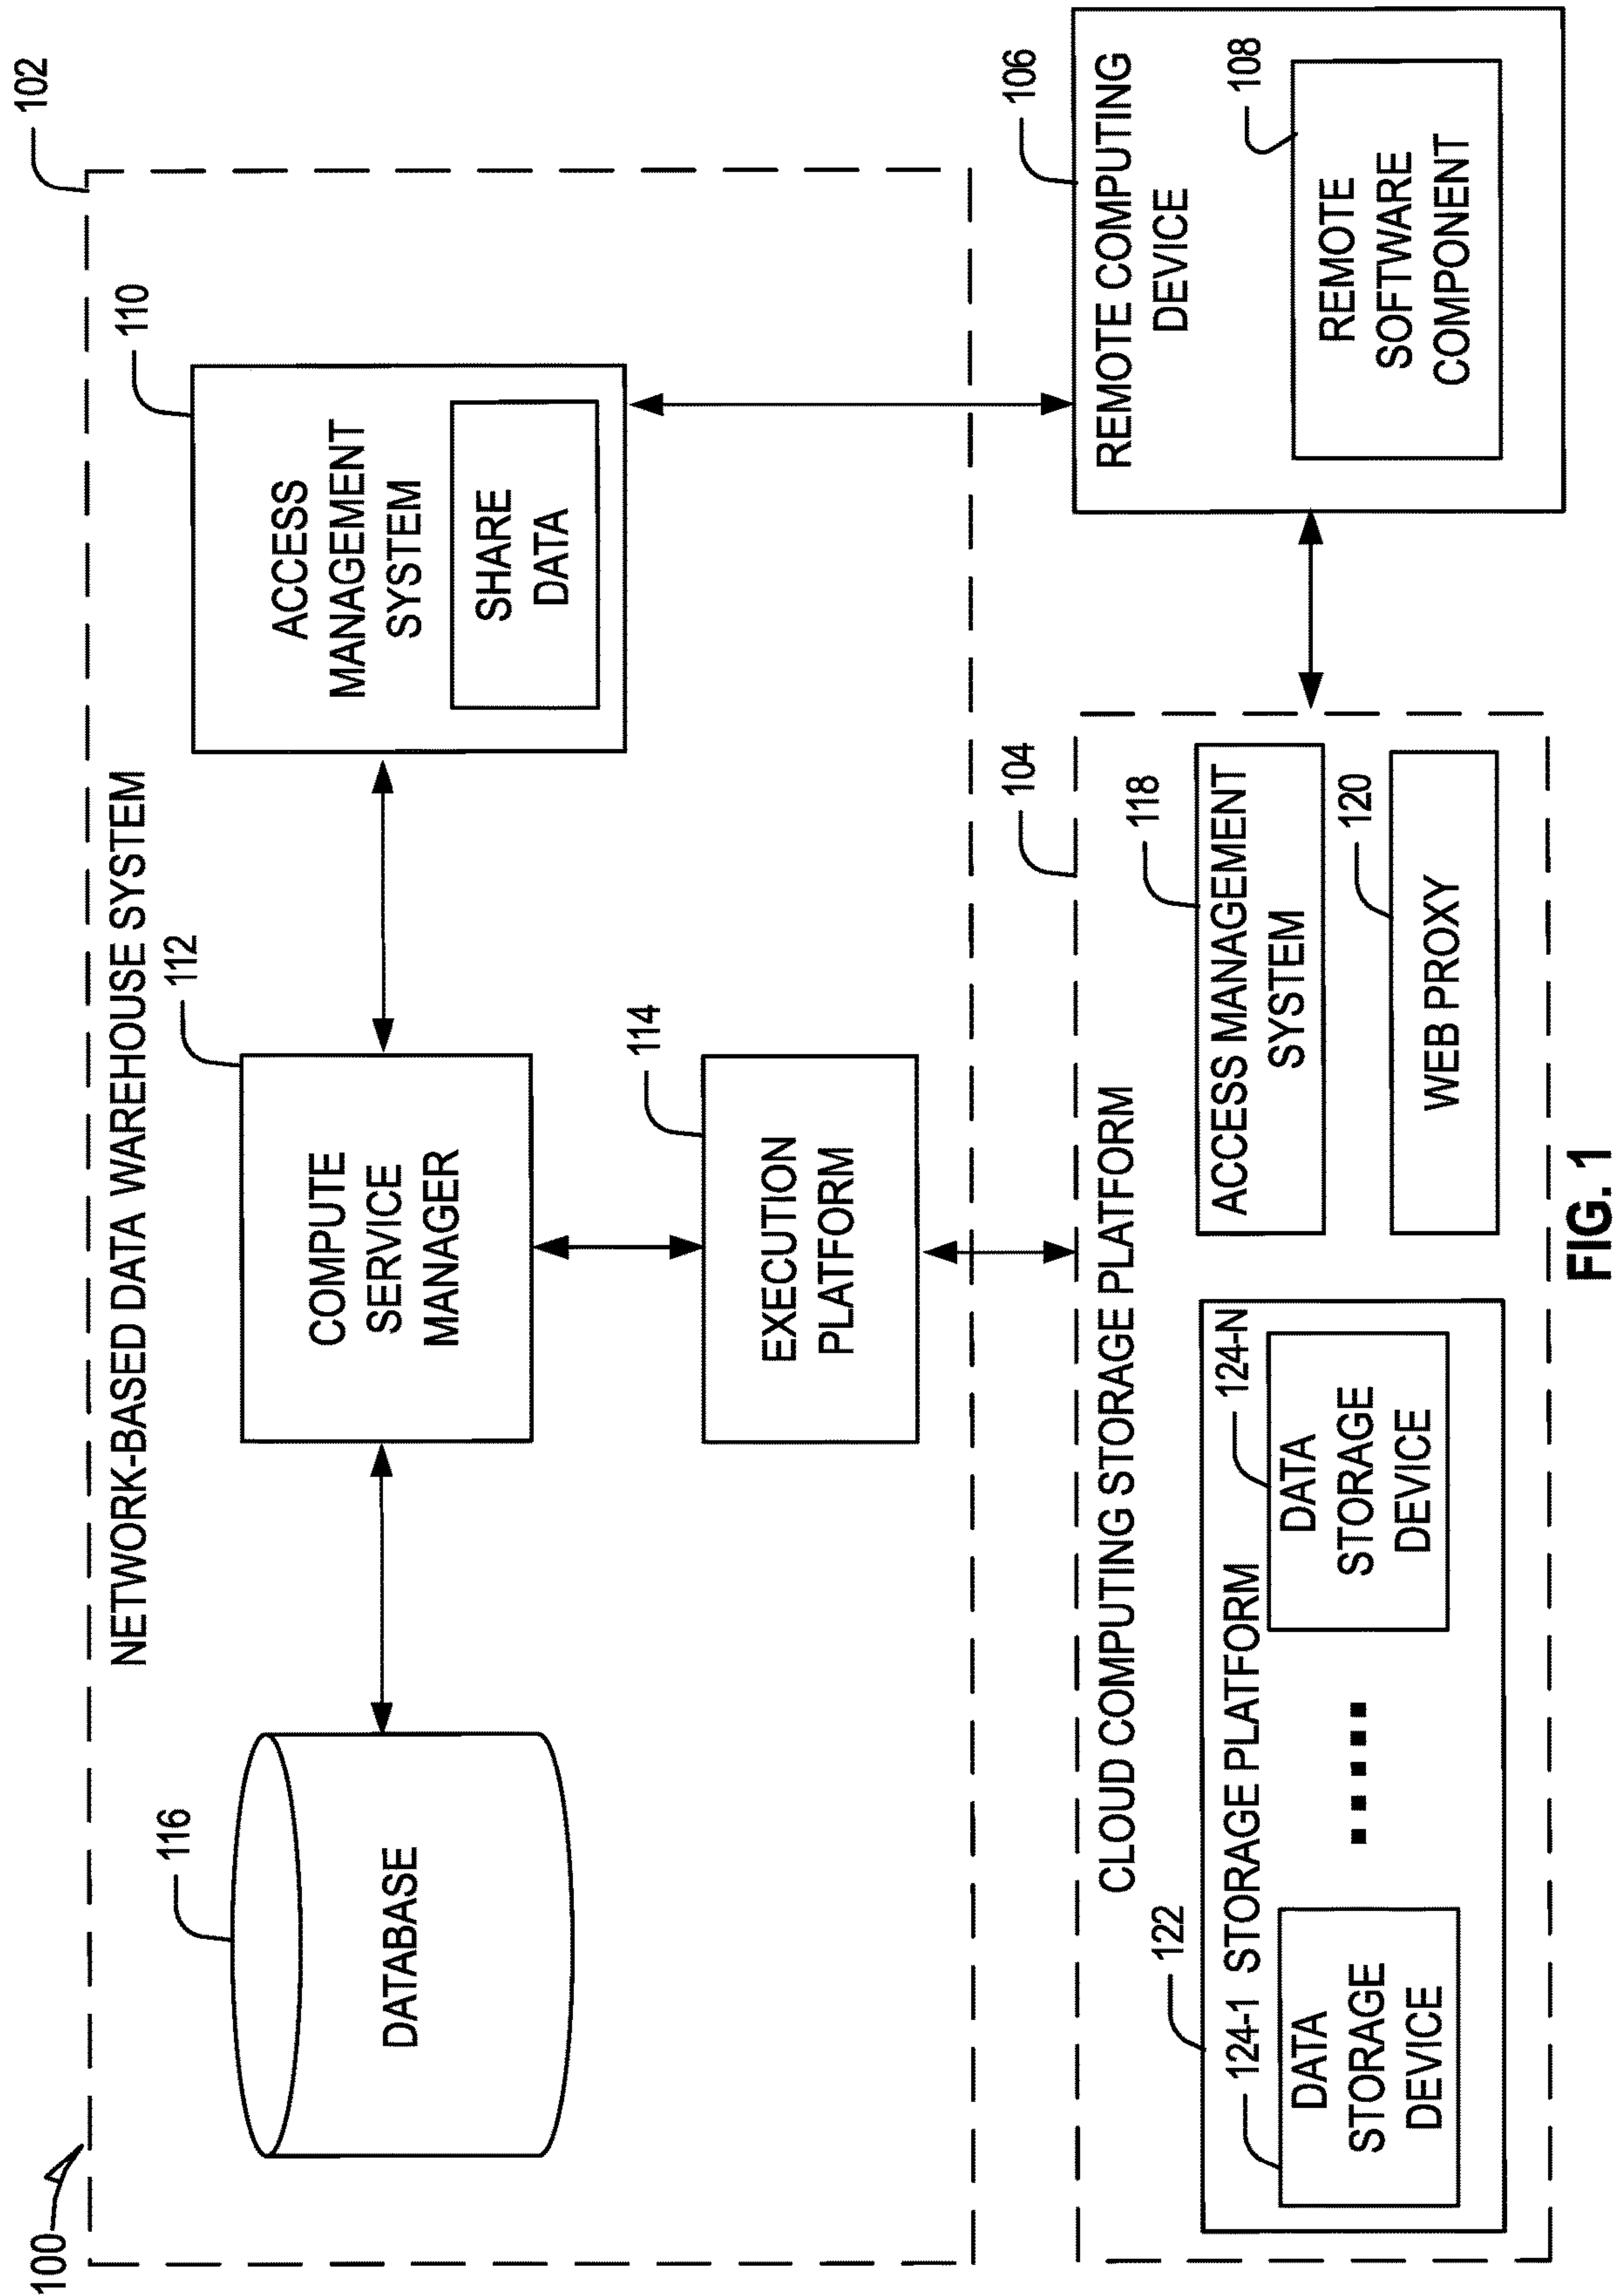 100
102
NETWORK-BASED DATA WAREHOUSE SYSTEM
116
DATABASE
112
COMPUTE
SERVICE
MANAGER
110
ACCESS
MANAGEMENT
SYSTEM
SHARE
DATA
114
EXECUTION
PLATFORM
104
CLOUD COMPUTING STORAGE PLATFORM
122
STORAGE PLATFORM
124-1
DATA
STORAGE
DEVICE
124-N
DATA
STORAGE
DEVICE
118
ACCESS MANAGEMENT
SYSTEM
120
WEB PROXY
106
REMOTE COMPUTING
DEVICE
108
REMOTE
SOFTWARE
COMPONENT
FIG. 1